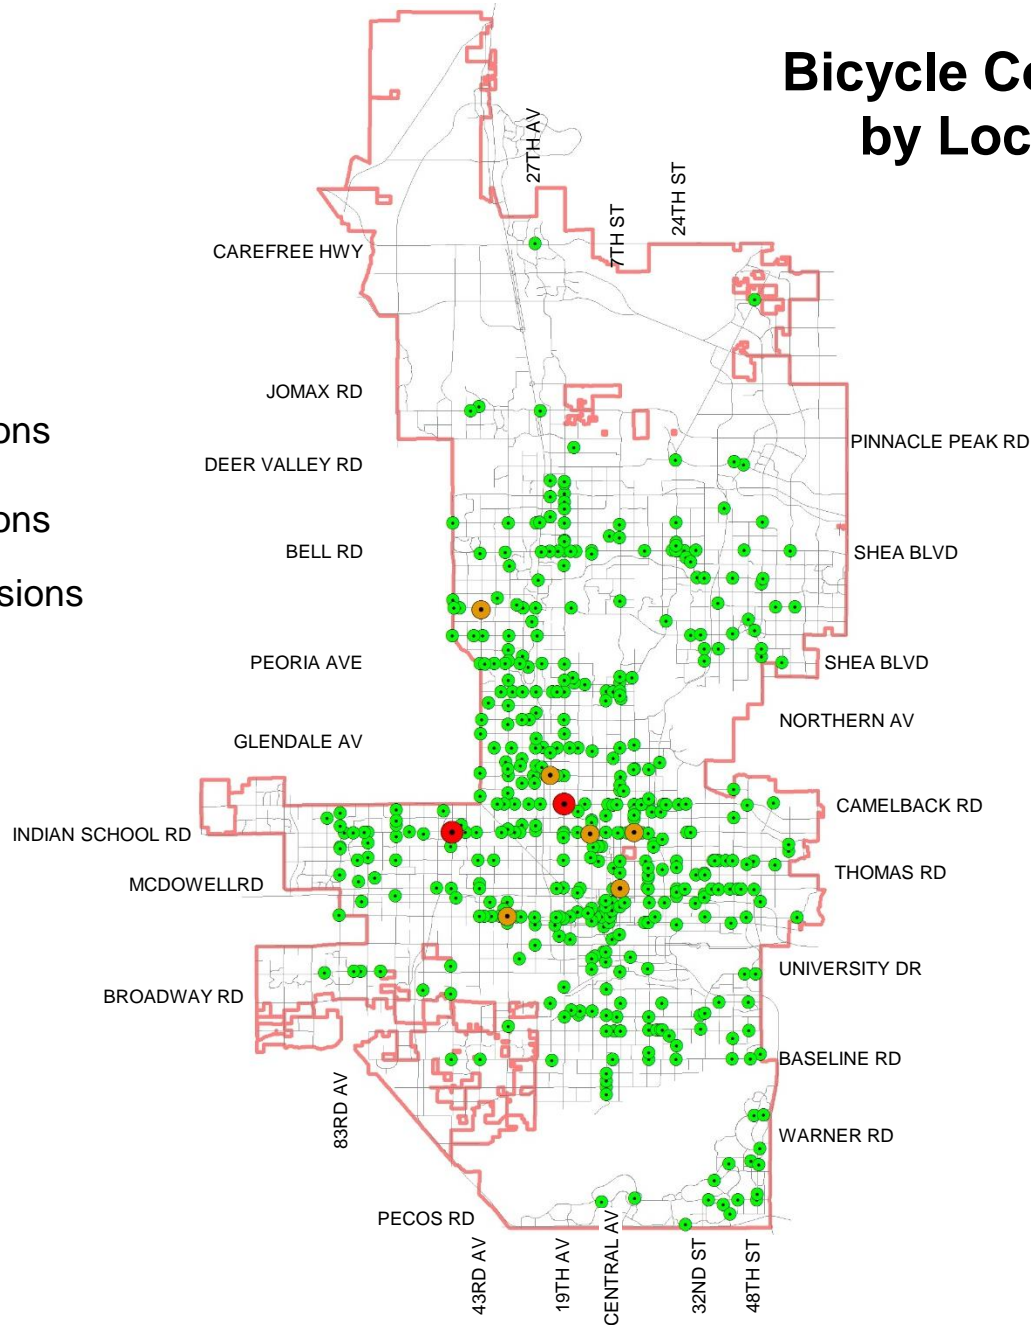 Bicycle Co
by Loc
27TH AV
24TH ST
7TH ST
CAREFREE HWY
JOMAX RD
ons
PINNACLE PEAK RD
DEER VALLEY RD
ons
BELL RD
SHEA BLVD
sions
PEORIA AVE
SHEA BLVD
NORTHERN AV
GLENDALE AV
CAMELBACK RD
INDIAN SCHOOL RD
THOMAS RD
MCDOWELLRD
UNIVERSITY DR
BROADWAY RD
BASELINE RD
83RD AV
WARNER RD
PECOS RD
43RD AV
19TH AV
CENTRAL AV
32ND ST
48TH ST